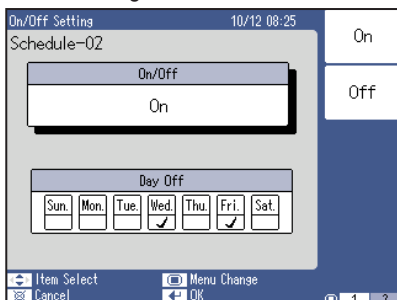 On/Off Setting 10/12 08:25
Schedule-02
On/Off
On
Day Off
Sun. Mon. Tue. Wed. Thu. Fri. Sat.
Item Select Menu Change
Cancel OK
On
Off
1 2